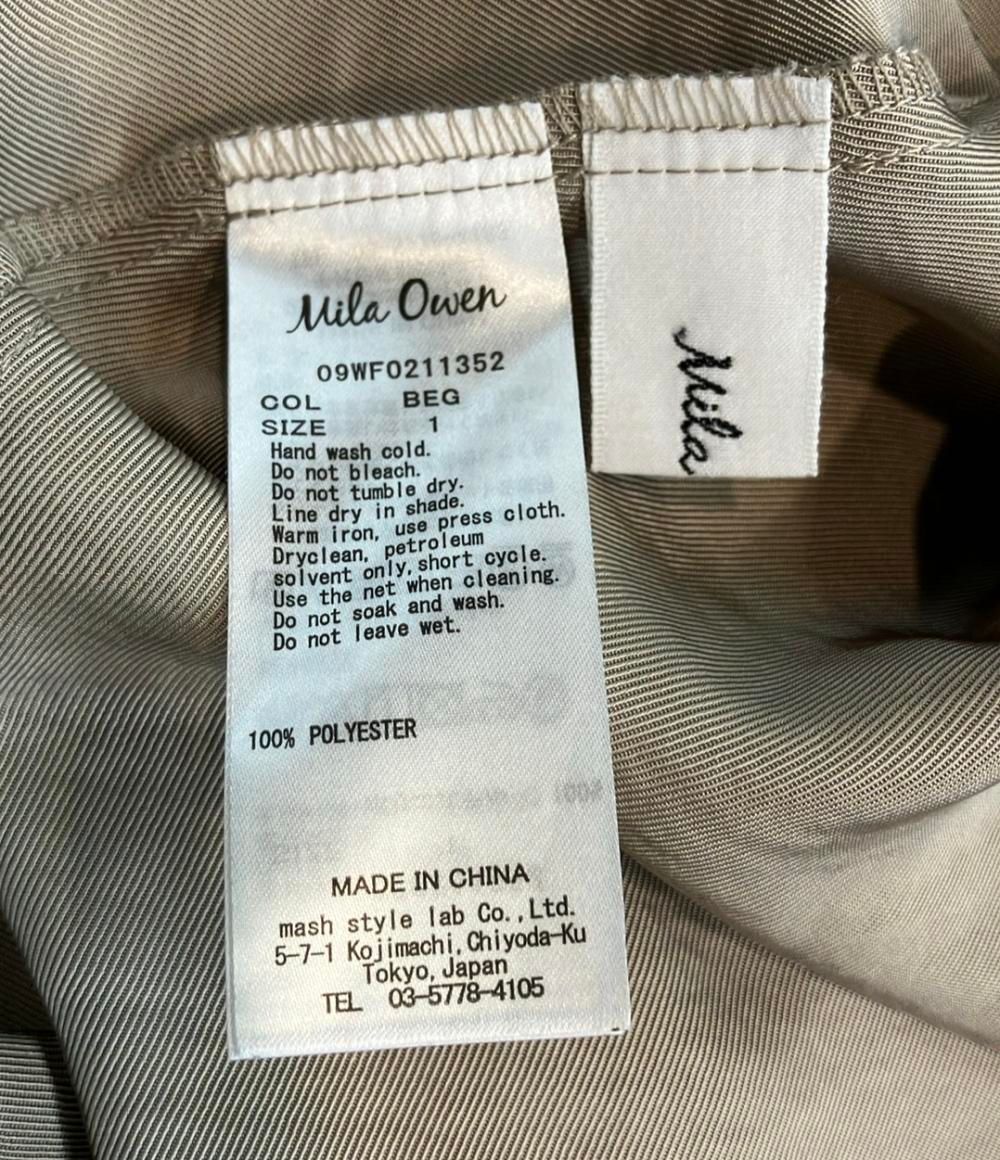 Mila Owen
09WF0211352
COL BEG
SIZE 1
Hand wash cold.
Do not bleach.
Do not tumble dry.
Line dry in shade.
Warm iron, use press cloth.
Dryclean, petroleum
solvent only, short cycle.
Use the net when cleaning.
Do not soak and wash.
Do not leave wet.
100% POLYESTER
MADE IN CHINA
mash style lab Co., Ltd.
5-7-1 Kojimachi, Chiyoda-Ku
Tokyo, Japan
TEL 03-5778-4105
Mila